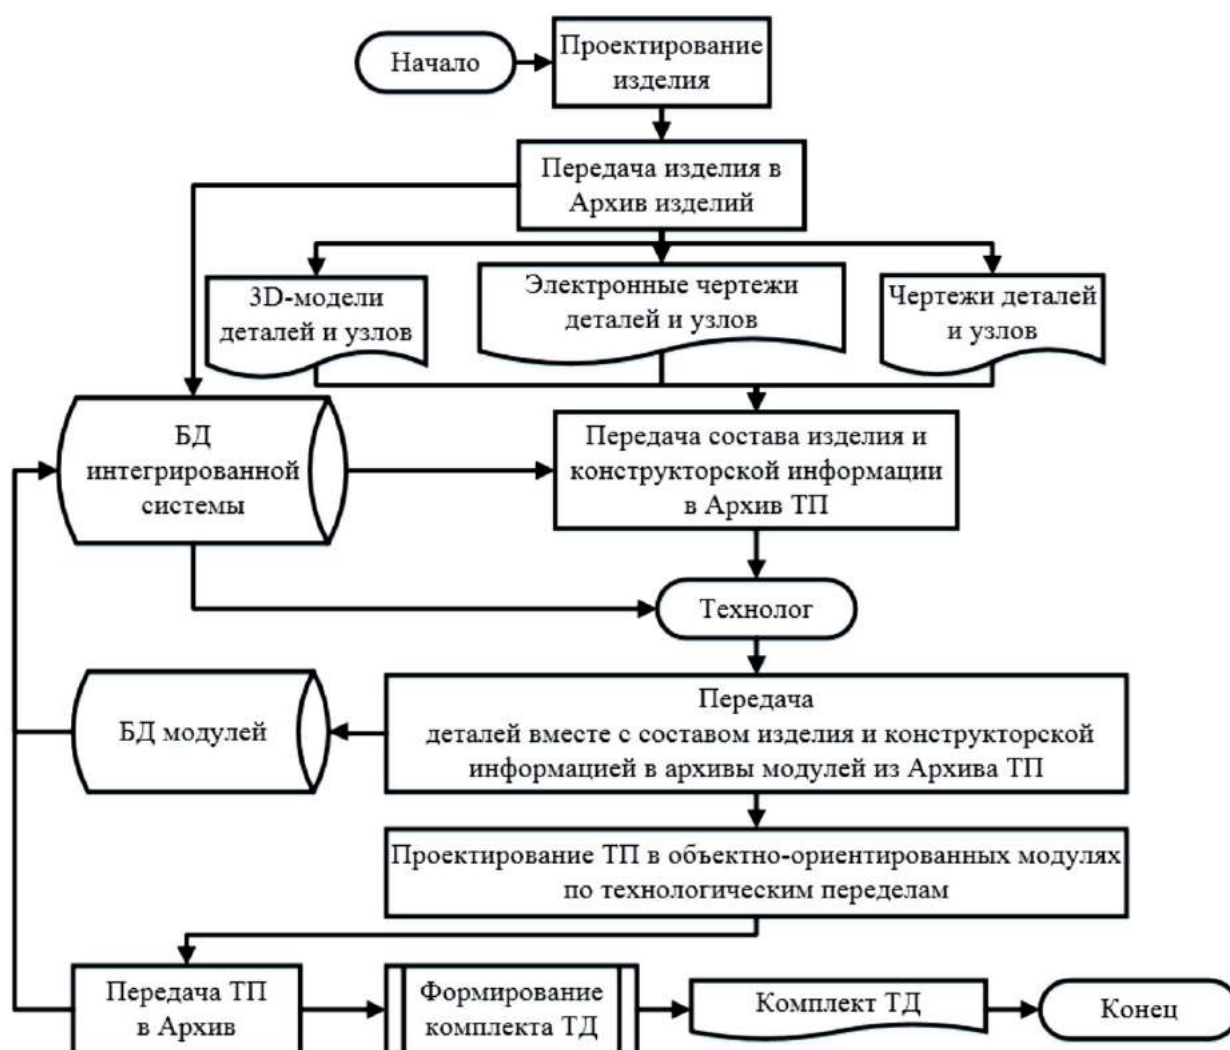 Начало
Проектирование
изделия
Передача изделия в
Архив изделий
3D-модели
деталей и узлов
Электронные чертежи
деталей и узлов
Чертежи деталей
и узлов
БД
интегрированной
системы
Передача состава изделия и
конструкторской информации
в Архив ТП
Технолог
БД модулей
Передача
деталей вместе с составом изделия и конструкторской
информацией в архивы модулей из Архива ТП
Проектирование ТП в объектно-ориентированных модулях
по технологическим переделам
Передача ТП
в Архив
Формирование
комплекта ТД
Комплект ТД
Конец